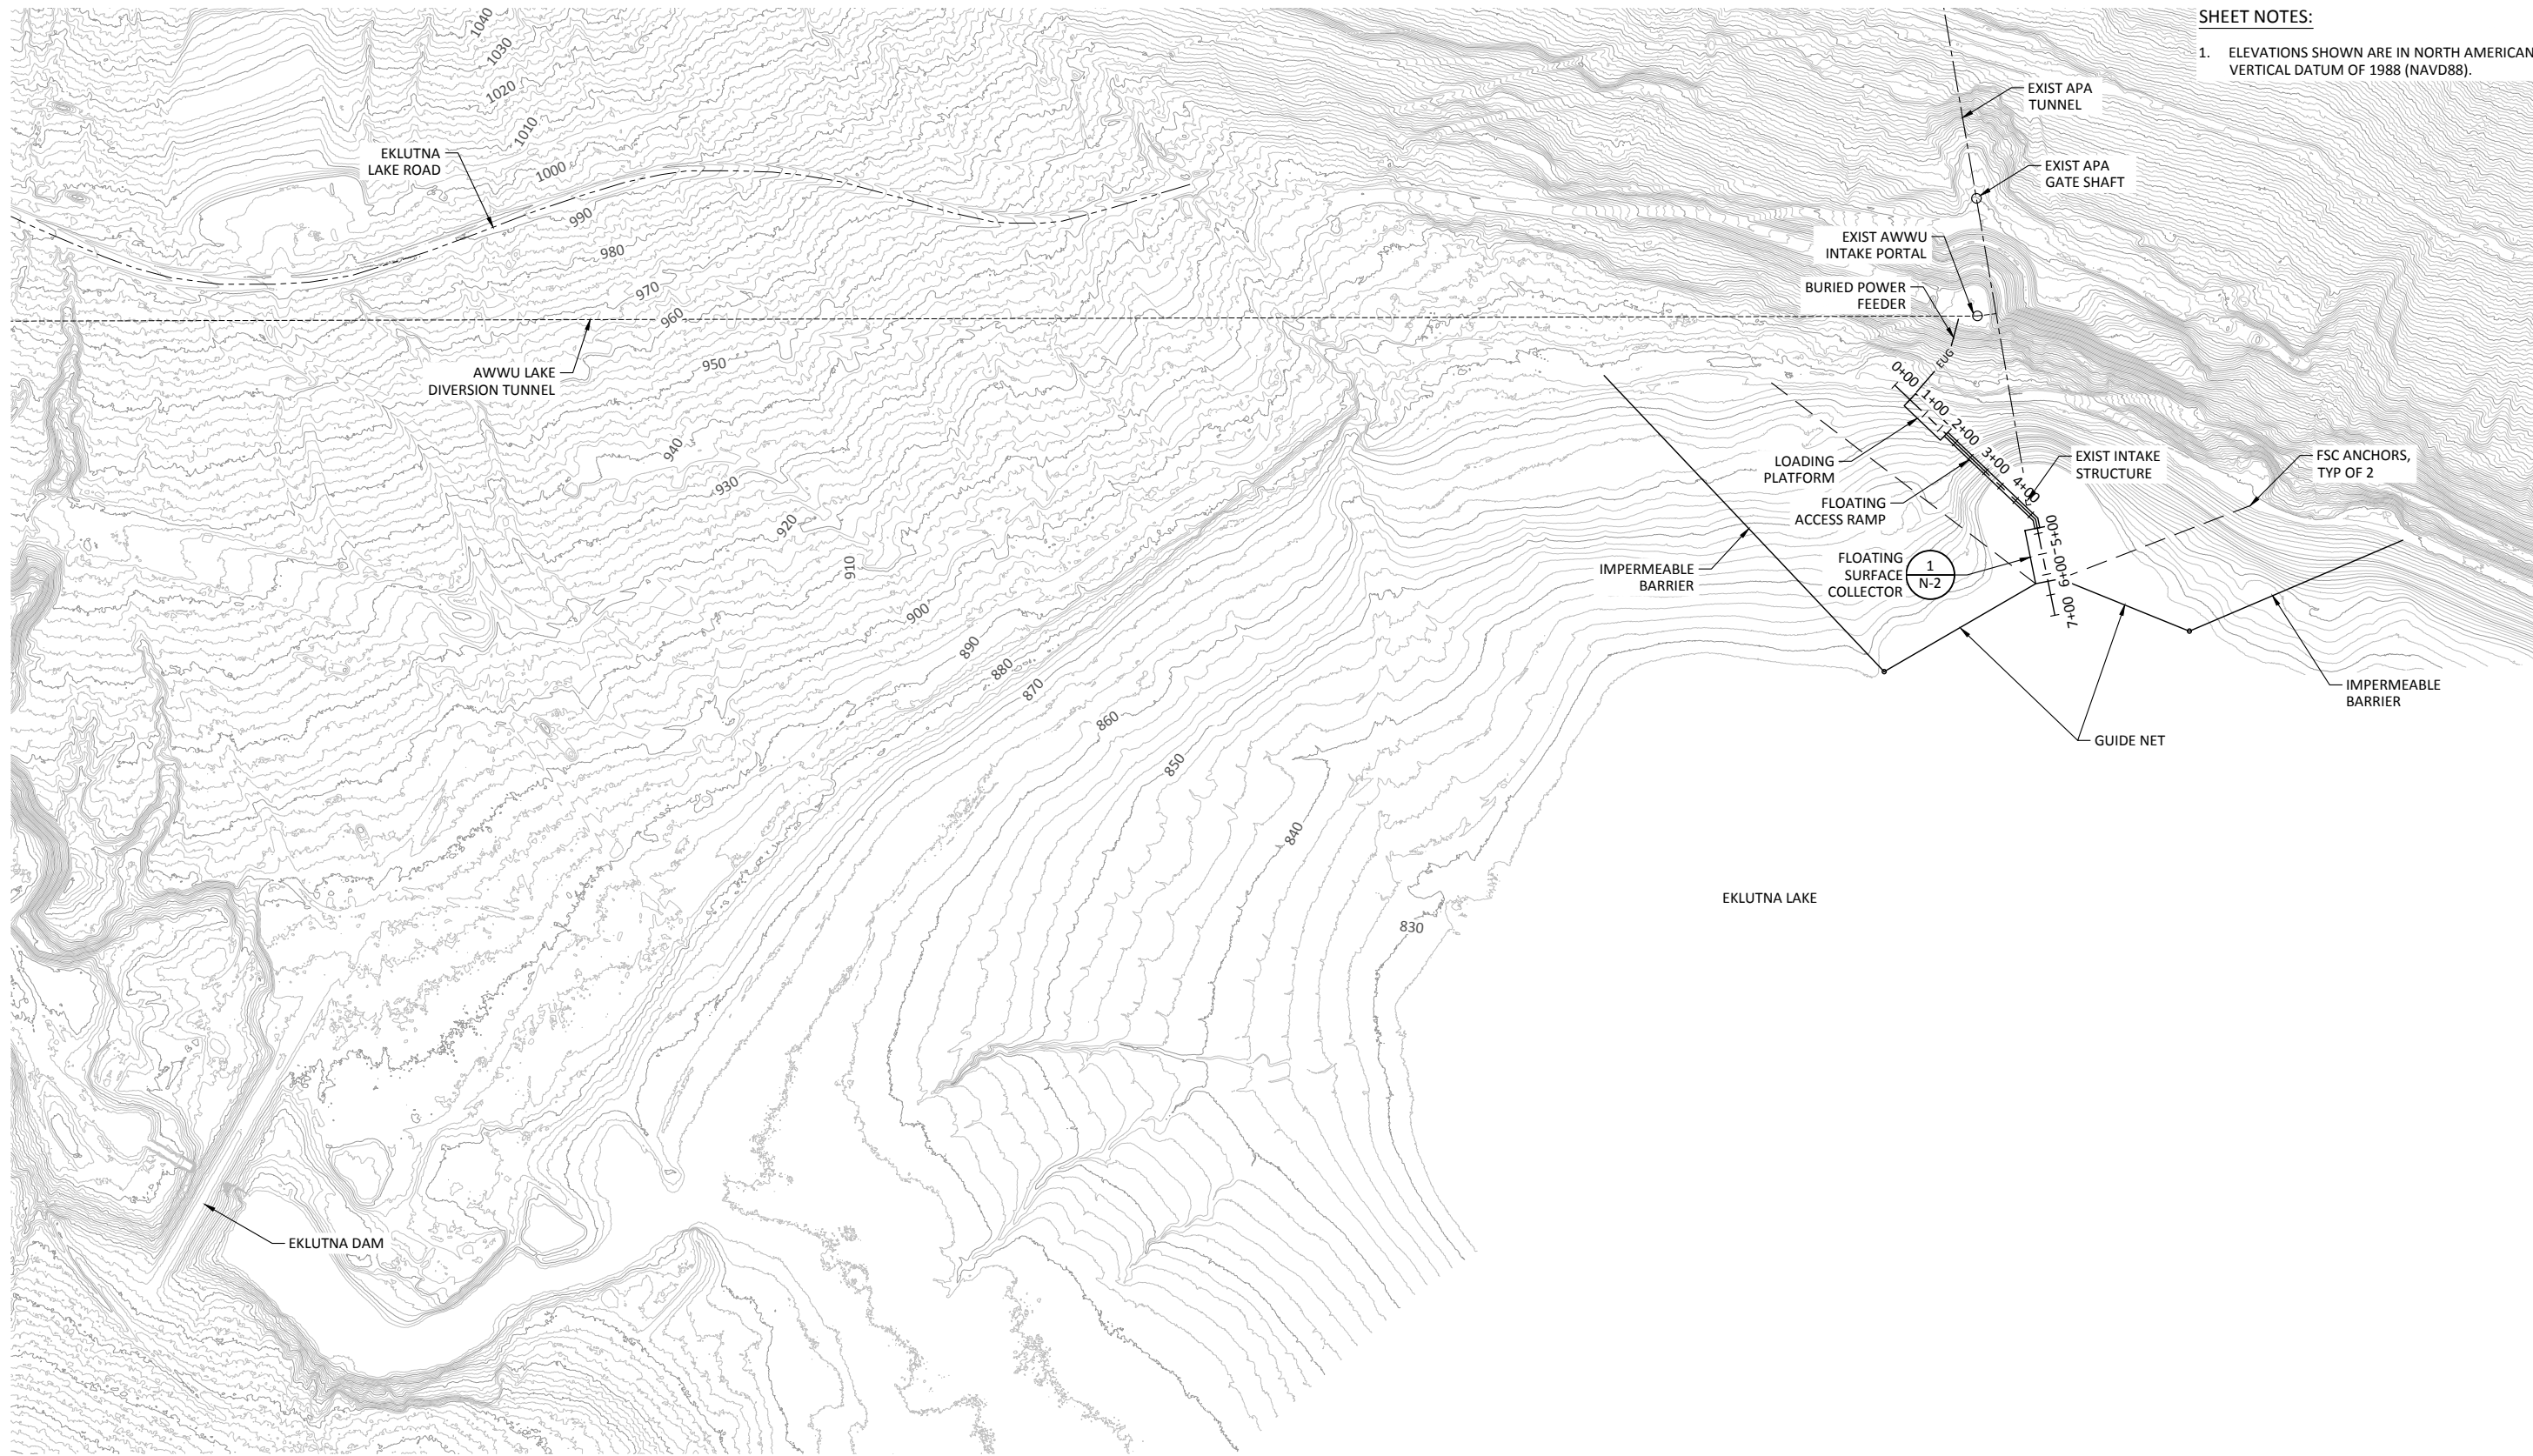 SHEET NOTES:
1. ELEVATIONS SHOWN ARE IN NORTH AMERICAN
VERTICAL DATUM OF 1988 (NAVD88).
1040
1030
1020
1010
1000
990
980
970
960
950
940
930
920
910
900
890
880
870
860
850
840
830
EKLUTNA
LAKE ROAD
AWWU LAKE
DIVERSION TUNNEL
EXIST APA
TUNNEL
EXIST APA
GATE SHAFT
EXIST AWWU
INTAKE PORTAL
BURIED POWER
FEEDER
EUG
0+00
1+00
2+00
3+00
4+00
5+00
6+00
7+00
LOADING
PLATFORM
FLOATING
ACCESS RAMP
EXIST INTAKE
STRUCTURE
FSC ANCHORS,
TYP OF 2
IMPERMEABLE
BARRIER
FLOATING
SURFACE
COLLECTOR
1
N-2
IMPERMEABLE
BARRIER
GUIDE NET
EKLUTNA LAKE
EKLUTNA DAM